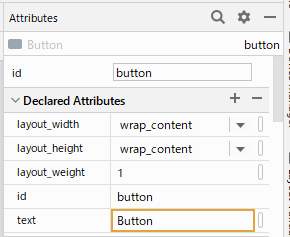 Attributes
Button button
id button
Declared Attributes
layout_width wrap_content
layout_height wrap_content
layout_weight 1
id button
text Button